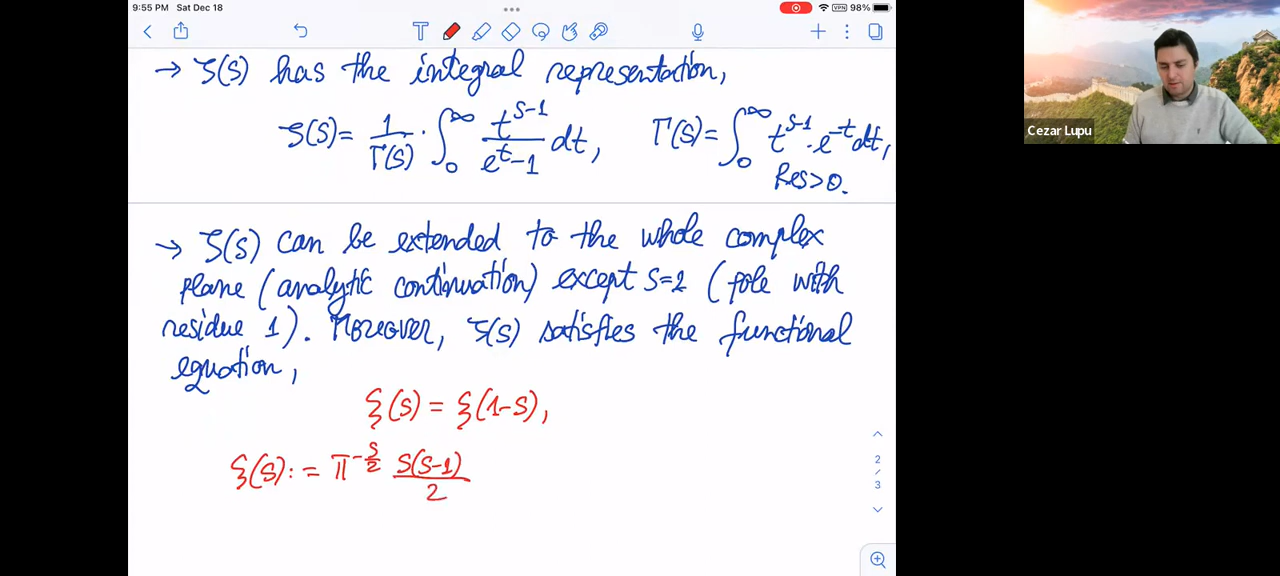 9:55 PM Sat Dec 18
VPN 98%
→ ζ(s) has the integral representation,
ζ(s) = 1/Γ(s) · ∫₀^∞ t^{s-1}/(e^t - 1) dt, Γ(s) = ∫₀^∞ t^{s-1} · e^{-t} dt,
Res > 0.
→ ζ(s) can be extended to the whole complex
plane (analytic continuation) except s=2 (pole with
residue 1). Moreover, ζ(s) satisfies the functional
equation,
ξ(s) = ξ(1-s),
ξ(s) := π^{-s/2} s(s-1)/2
2
/
3
Cezar Lupu